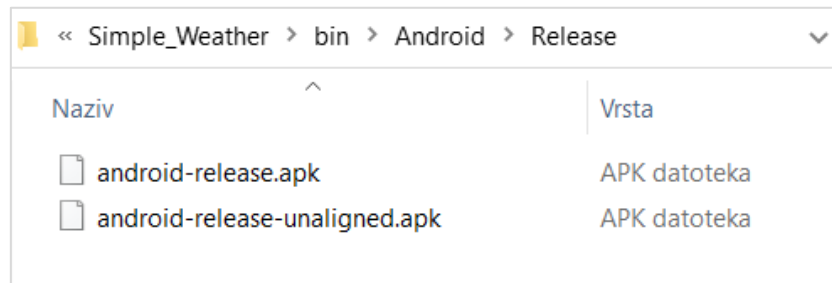 « Simple_Weather > bin > Android > Release
Naziv Vrsta
android-release.apk APK datoteka
android-release-unaligned.apk APK datoteka